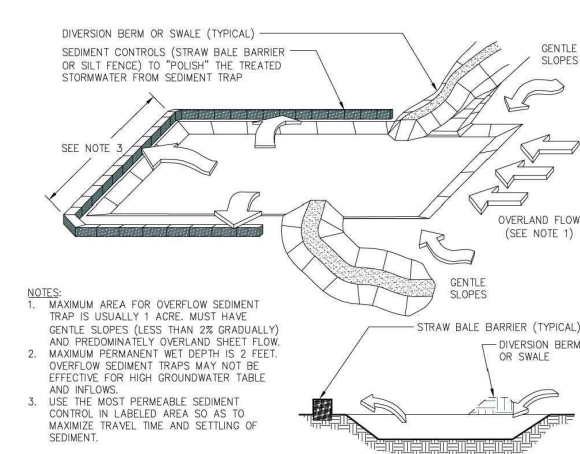 DIVERSION BERM OR SWALE (TYPICAL)
SEDIMENT CONTROLS (STRAW BALE BARRIER
OR SILT FENCE) TO "POLISH" THE TREATED
STORMWATER FROM SEDIMENT TRAP
GENTLE
SLOPES
SEE NOTE 3
OVERLAND FLOW
(SEE NOTE 1)
GENTLE
SLOPES
NOTES:
1. MAXIMUM AREA FOR OVERFLOW SEDIMENT
TRAP IS USUALLY 1 ACRE. MUST HAVE
GENTLE SLOPES (LESS THAN 2% GRADUALLY)
AND PREDOMINATELY OVERLAND SHEET FLOW.
2. MAXIMUM PERMANENT WET DEPTH IS 2 FEET.
OVERFLOW SEDIMENT TRAPS MAY NOT BE
EFFECTIVE FOR HIGH GROUNDWATER TABLE
AND INFLOWS.
3. USE THE MOST PERMEABLE SEDIMENT
CONTROL IN LABELED AREA SO AS TO
MAXIMIZE TRAVEL TIME AND SETTLING OF
SEDIMENT.
STRAW BALE BARRIER (TYPICAL)
DIVERSION BERM
OR SWALE